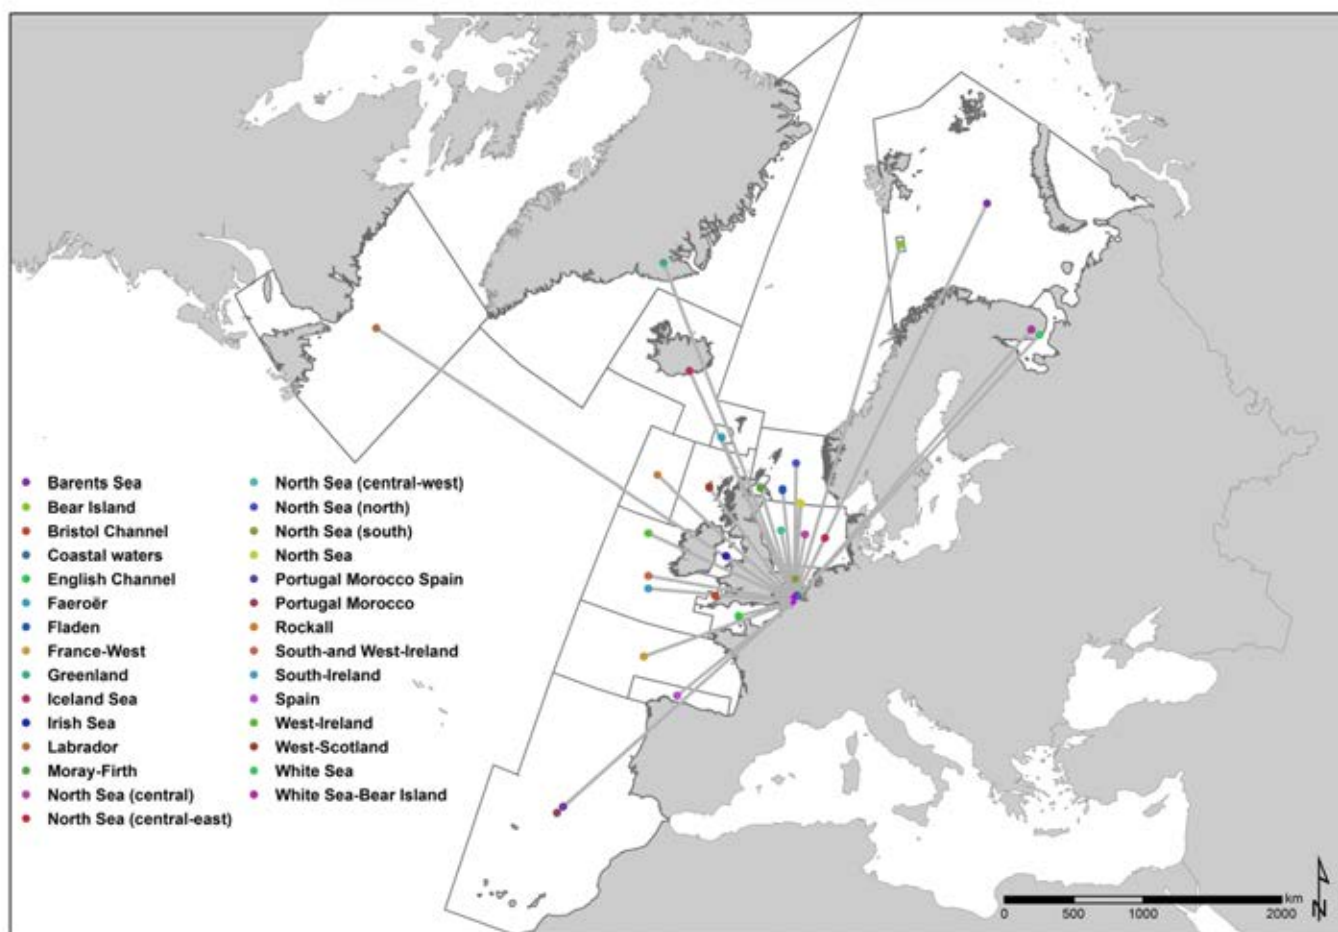 Barents Sea
Bear Island
Bristol Channel
Coastal waters
English Channel
Faeroër
Fladen
France-West
Greenland
Iceland Sea
Irish Sea
Labrador
Moray-Firth
North Sea (central)
North Sea (central-east)
North Sea (central-west)
North Sea (north)
North Sea (south)
North Sea
Portugal Morocco Spain
Portugal Morocco
Rockall
South-and West-Ireland
South-Ireland
Spain
West-Ireland
West-Scotland
White Sea
White Sea-Bear Island
km
0 500 1000 2000
N